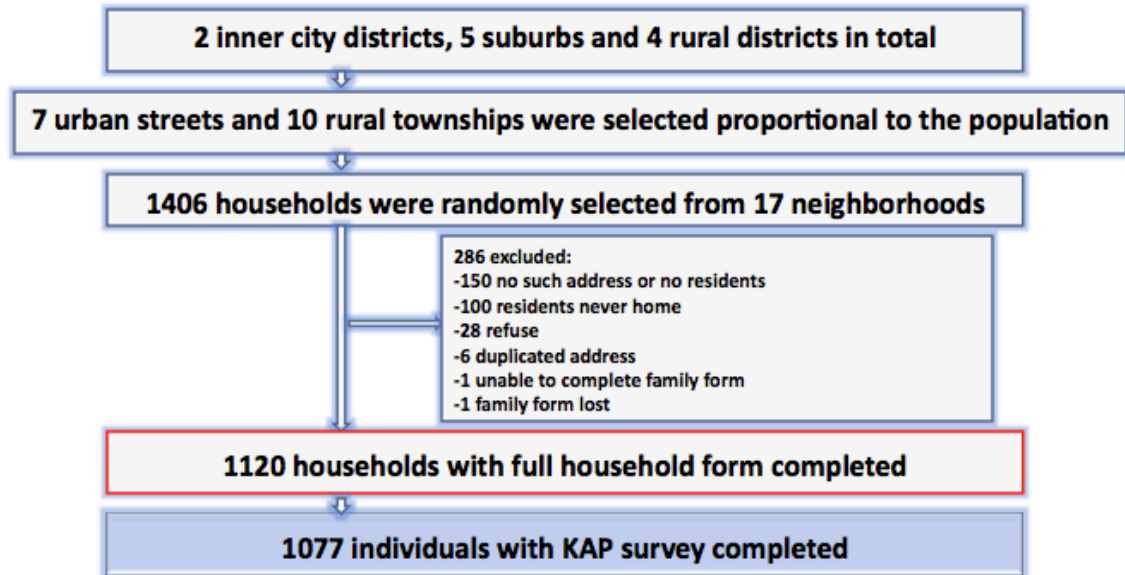 2 inner city districts, 5 suburbs and 4 rural districts in total
7 urban streets and 10 rural townships were selected proportional to the population
1406 households were randomly selected from 17 neighborhoods
286 excluded:
-150 no such address or no residents
-100 residents never home
-28 refuse
-6 duplicated address
-1 unable to complete family form
-1 family form lost
1120 households with full household form completed
1077 individuals with KAP survey completed